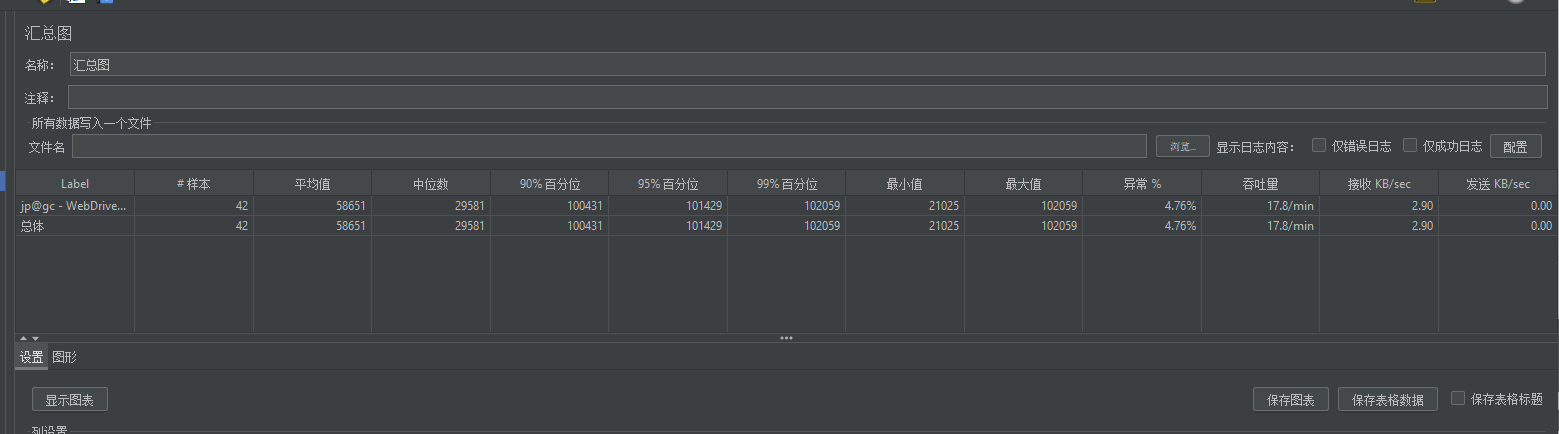 汇总图
名称： 汇总图
注释：
所有数据写入一个文件
文件名 浏览... 显示日志内容： 仅错误日志 仅成功日志 配置
Label # 样本 平均值 中位数 90% 百分位 95% 百分位 99% 百分位 最小值 最大值 异常 % 吞吐量 接收 KB/sec 发送 KB/sec
jp@gc - WebDrive... 42 58651 29581 100431 101429 102059 21025 102059 4.76% 17.8/min 2.90 0.00
总体 42 58651 29581 100431 101429 102059 21025 102059 4.76% 17.8/min 2.90 0.00
设置 图形
显示图表 保存图表 保存表格数据 保存表格标题
列设置